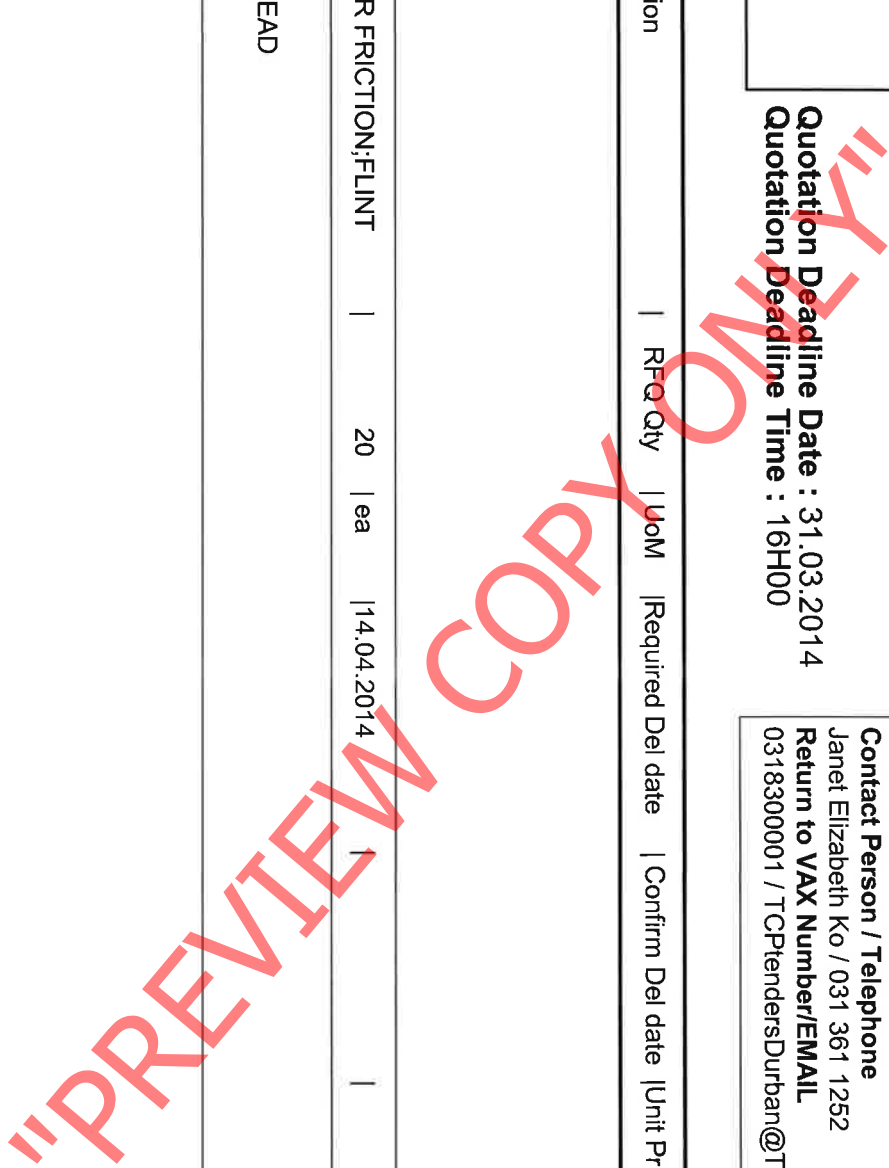 Quotation Deadline Date : 31.03.2014
Quotation Deadline Time : 16H00
Contact Person / Telephone
Janet Elizabeth Ko / 031 361 1252
Return to VAX Number/EMAIL
0318300001 / TCPtendersDurban@T
ion | RFQ Qty | UoM |Required Del date | Confirm Del date |Unit Pr
R FRICTION;FLINT | 20 | ea |14.04.2014 | |
EAD
"PREVIEW COPY ONLY"